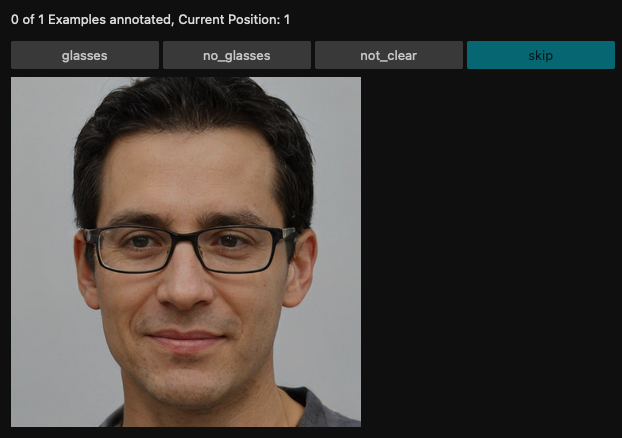 0 of 1 Examples annotated, Current Position: 1
glasses
no_glasses
not_clear
skip